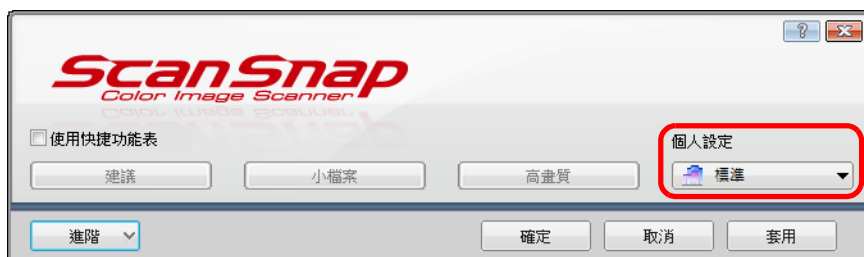 ScanSnap
Color Image Scanner
使用快捷功能表
個人設定
建議 小檔案 高畫質 標準
進階 確定 取消 套用